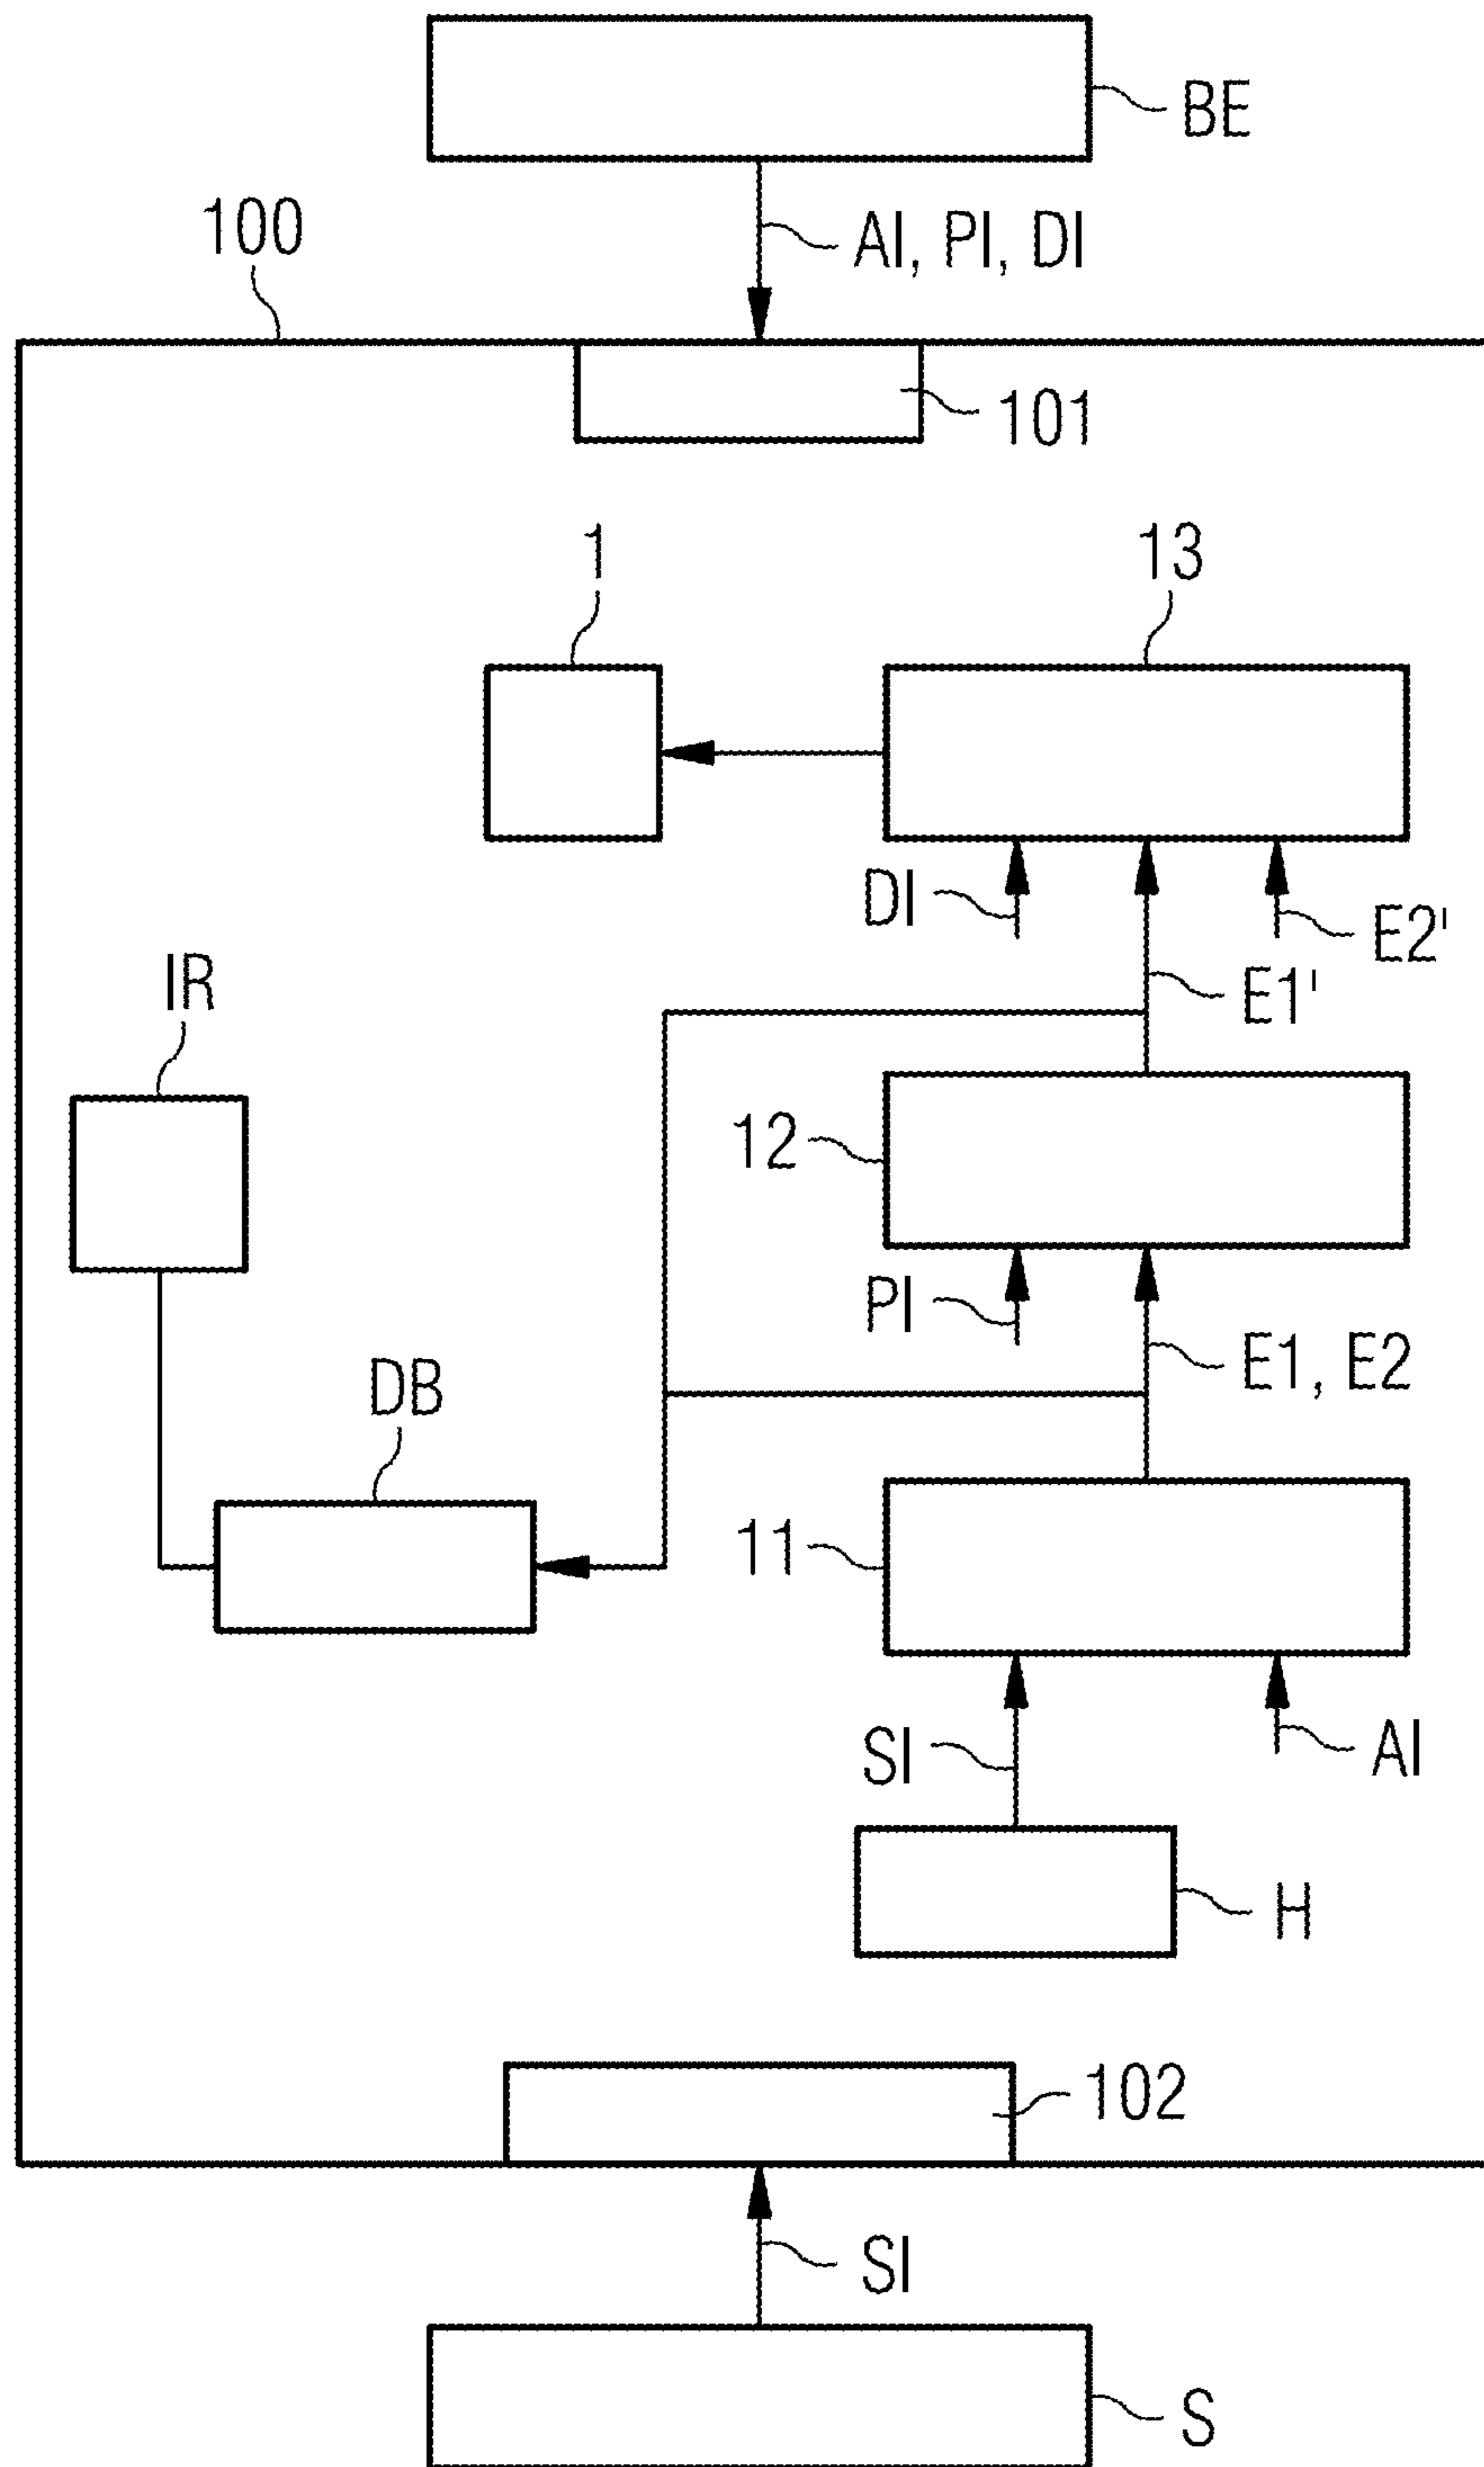 BE
100
AI, PI, DI
101
1
13
DI
E2'
IR
E1'
12
PI
E1, E2
DB
11
SI
AI
H
102
SI
S